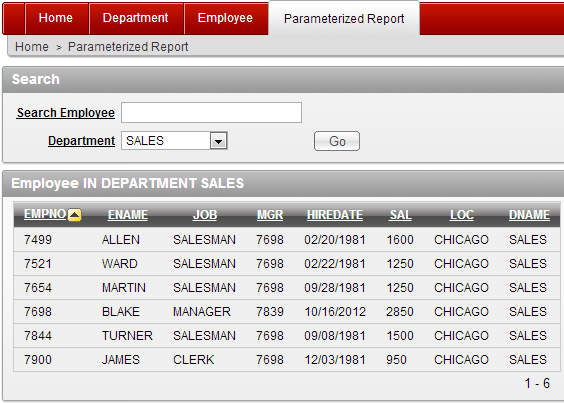 Home Department Employee Parameterized Report
Home > Parameterized Report
Search
Search Employee
Department SALES Go
Employee IN DEPARTMENT SALES
EMPNO ENAME JOB MGR HIREDATE SAL LOC DNAME
7499 ALLEN SALESMAN 7698 02/20/1981 1600 CHICAGO SALES
7521 WARD SALESMAN 7698 02/22/1981 1250 CHICAGO SALES
7654 MARTIN SALESMAN 7698 09/28/1981 1250 CHICAGO SALES
7698 BLAKE MANAGER 7839 10/16/2012 2850 CHICAGO SALES
7844 TURNER SALESMAN 7698 09/08/1981 1500 CHICAGO SALES
7900 JAMES CLERK 7698 12/03/1981 950 CHICAGO SALES
1 - 6